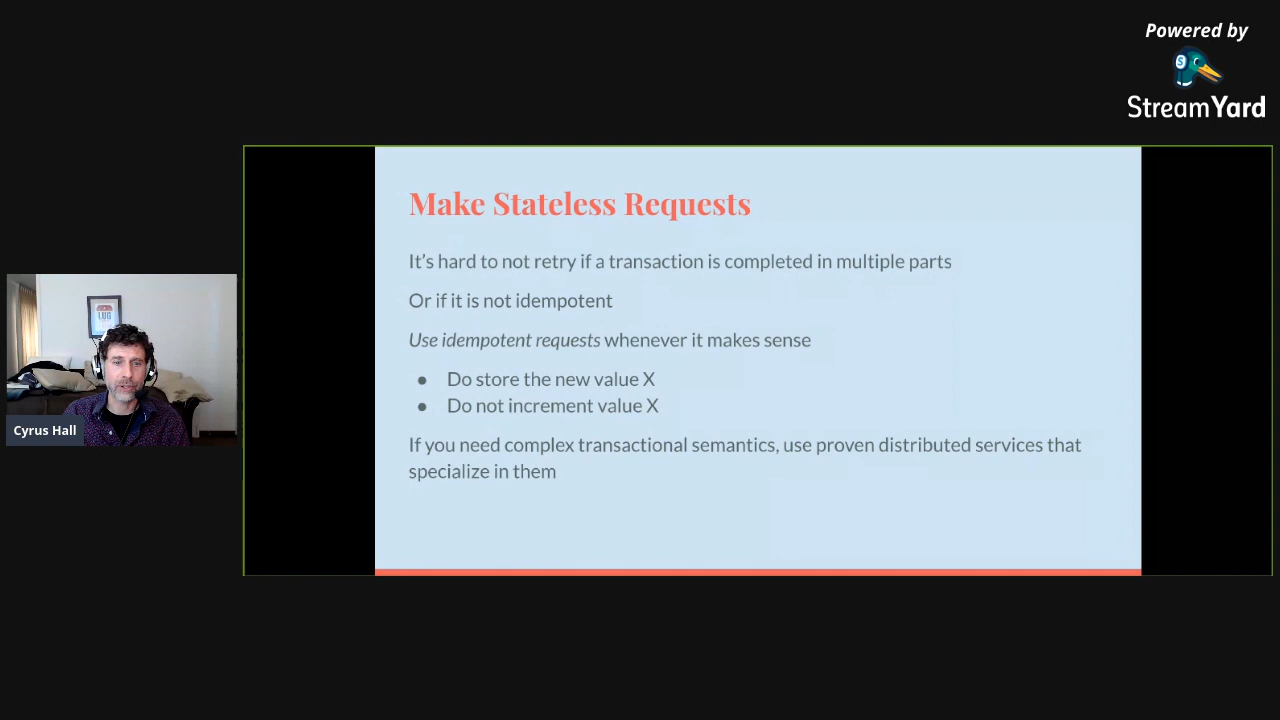 Powered by
StreamYard
Make Stateless Requests
It's hard to not retry if a transaction is completed in multiple parts
Or if it is not idempotent
Use idempotent requests whenever it makes sense
● Do store the new value X
● Do not increment value X
If you need complex transactional semantics, use proven distributed services that
specialize in them
LUG
Cyrus Hall